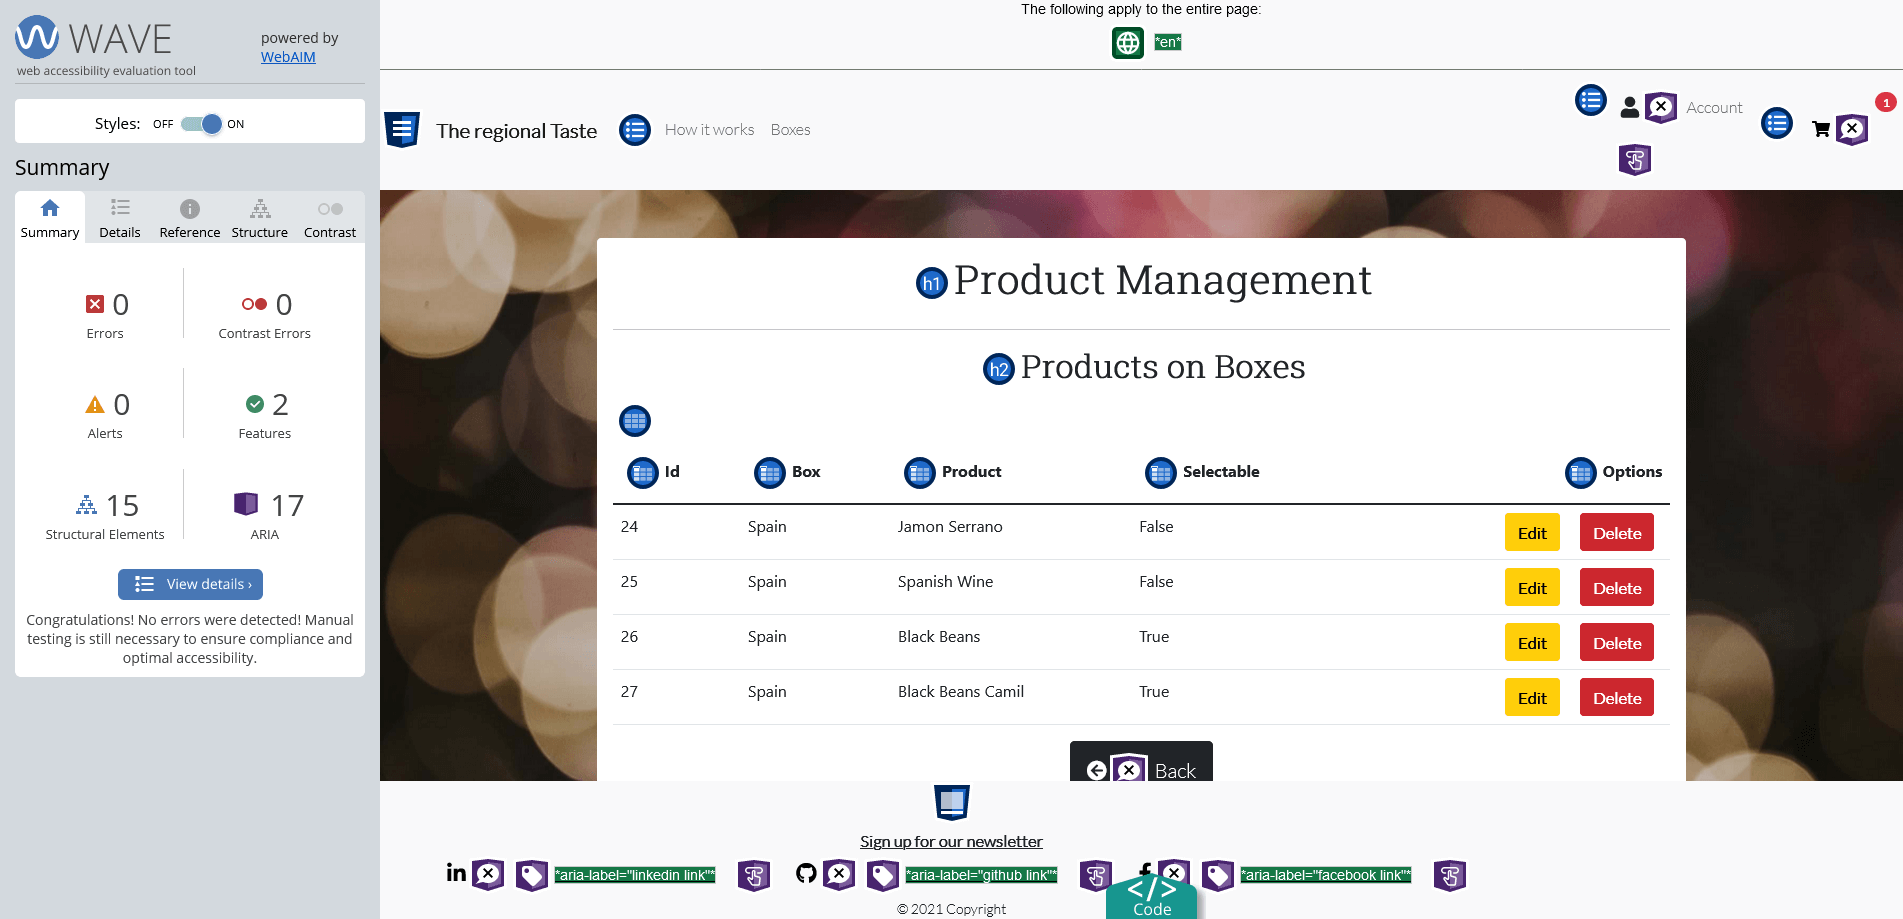 WAVE
web accessibility evaluation tool
powered by
WebAIM
Styles: OFF ON
Summary
Summary Details Reference Structure Contrast
0 0
Errors Contrast Errors
0 2
Alerts Features
15 17
Structural Elements ARIA
View details ›
Congratulations! No errors were detected! Manual
testing is still necessary to ensure compliance and
optimal accessibility.
The following apply to the entire page:
*en*
The regional Taste How it works Boxes Account 1
h1 Product Management
h2 Products on Boxes
Id Box Product Selectable Options
24 Spain Jamon Serrano False Edit Delete
25 Spain Spanish Wine False Edit Delete
26 Spain Black Beans True Edit Delete
27 Spain Black Beans Camil True Edit Delete
Back
Sign up for our newsletter
*aria-label="linkedin link"* *aria-label="github link"* *aria-label="facebook link"*
</>
© 2021 Copyright
Code